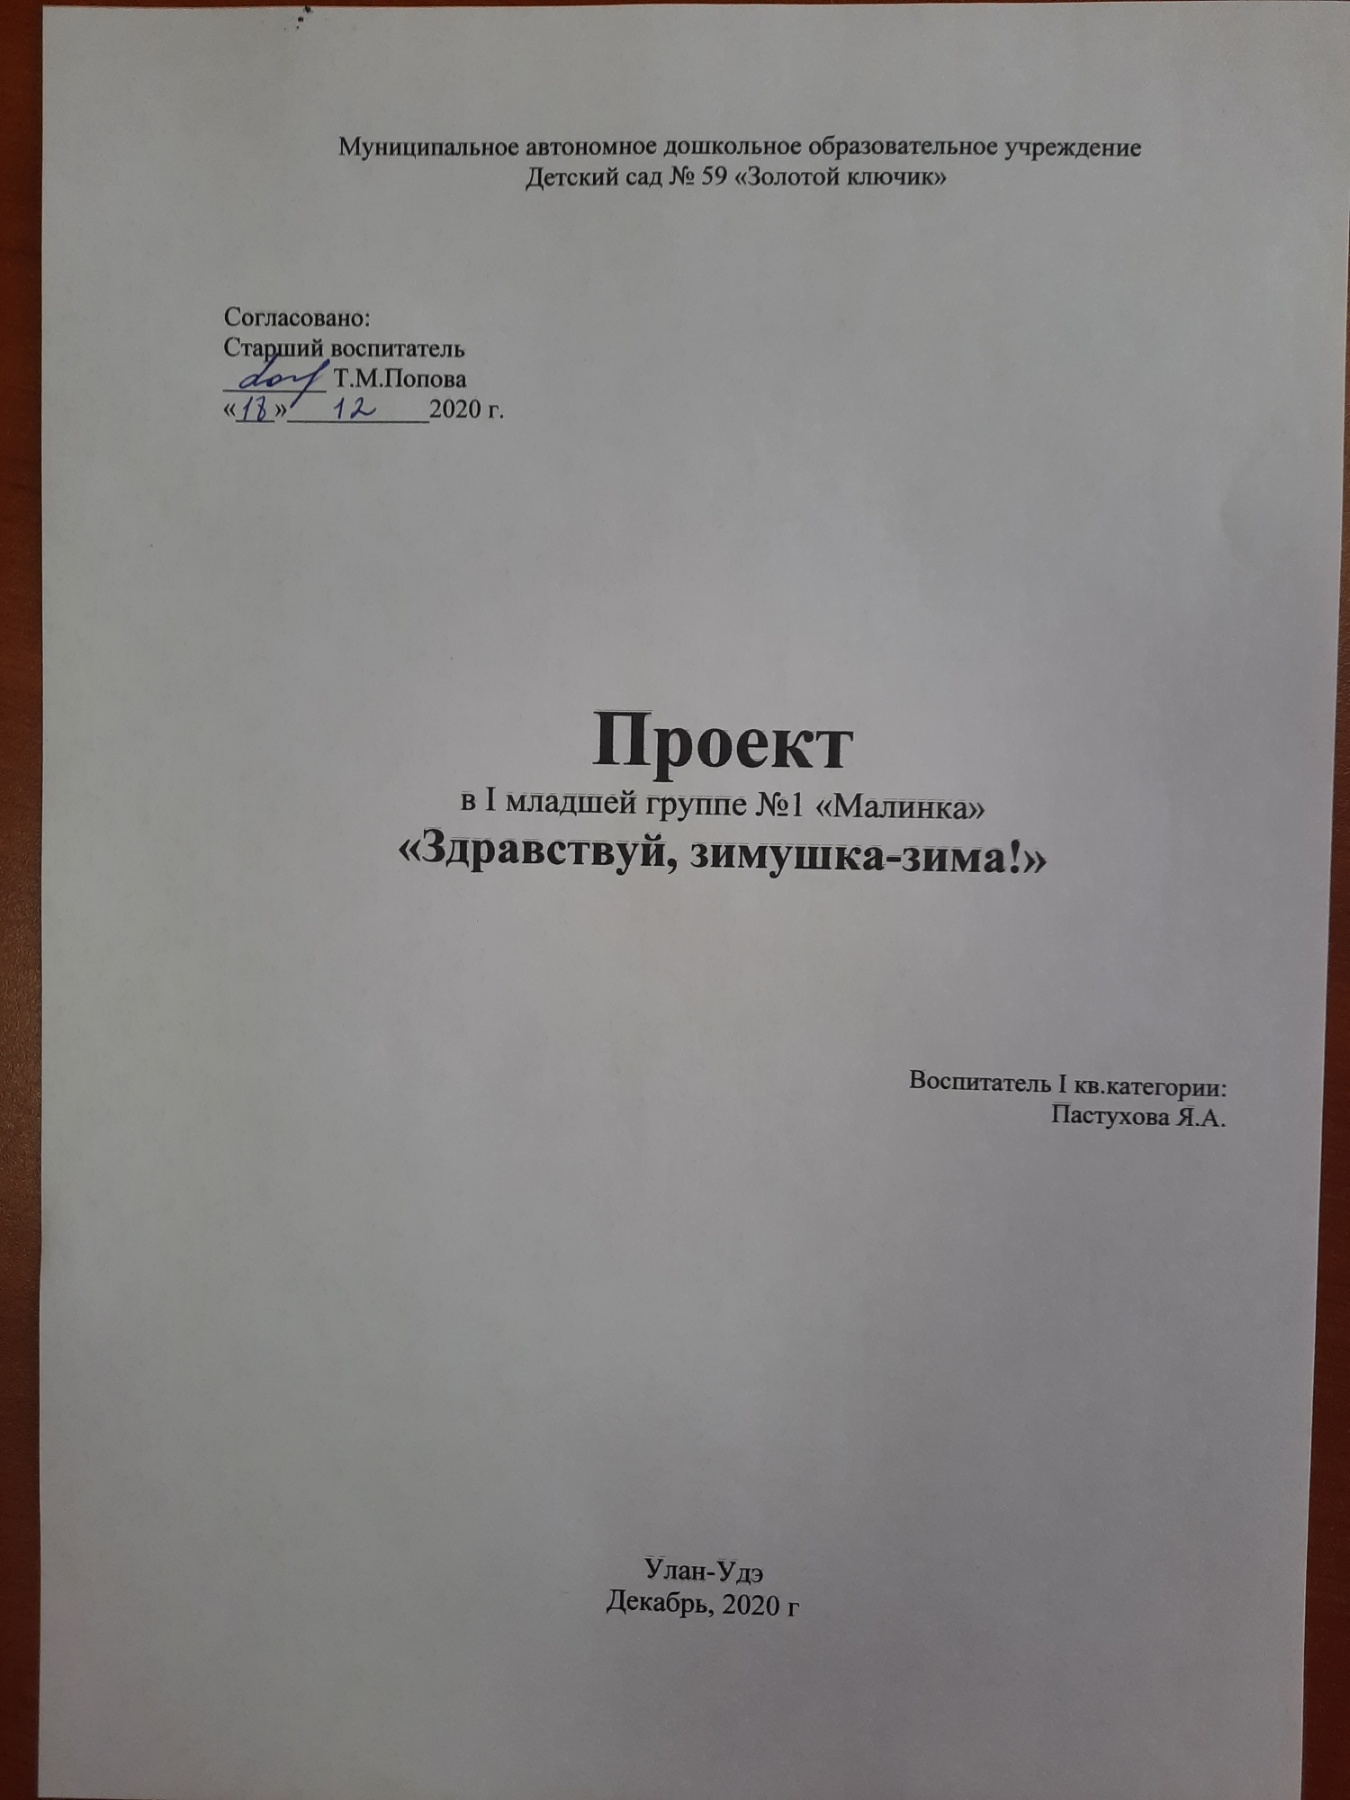 Муниципальное автономное дошкольное образовательное учреждение
Детский сад № 59 «Золотой ключик»
Согласовано:
Старший воспитатель
________ Т.М.Попова
«18» 12 2020 г.
Проект
в I младшей группе №1 «Малинка»
«Здравствуй, зимушка-зима!»
Воспитатель I кв.категории:
Пастухова Я.А.
Улан-Удэ
Декабрь, 2020 г